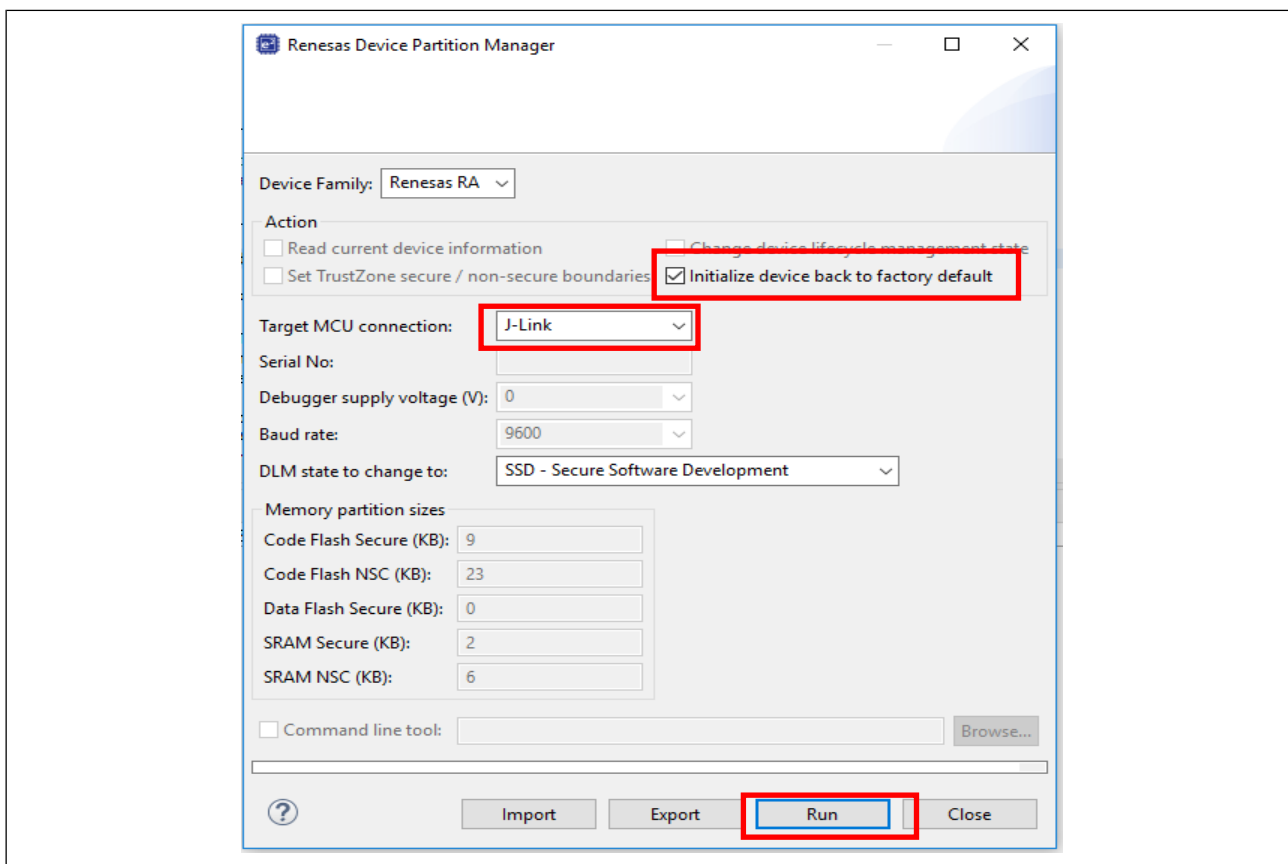 Renesas Device Partition Manager
Device Family: Renesas RA
Action
Read current device information
Change device lifecycle management state
Set TrustZone secure / non-secure boundaries
Initialize device back to factory default
Target MCU connection: J-Link
Serial No:
Debugger supply voltage (V): 0
Baud rate: 9600
DLM state to change to: SSD - Secure Software Development
Memory partition sizes
Code Flash Secure (KB): 9
Code Flash NSC (KB): 23
Data Flash Secure (KB): 0
SRAM Secure (KB): 2
SRAM NSC (KB): 6
Command line tool: Browse...
Import Export Run Close